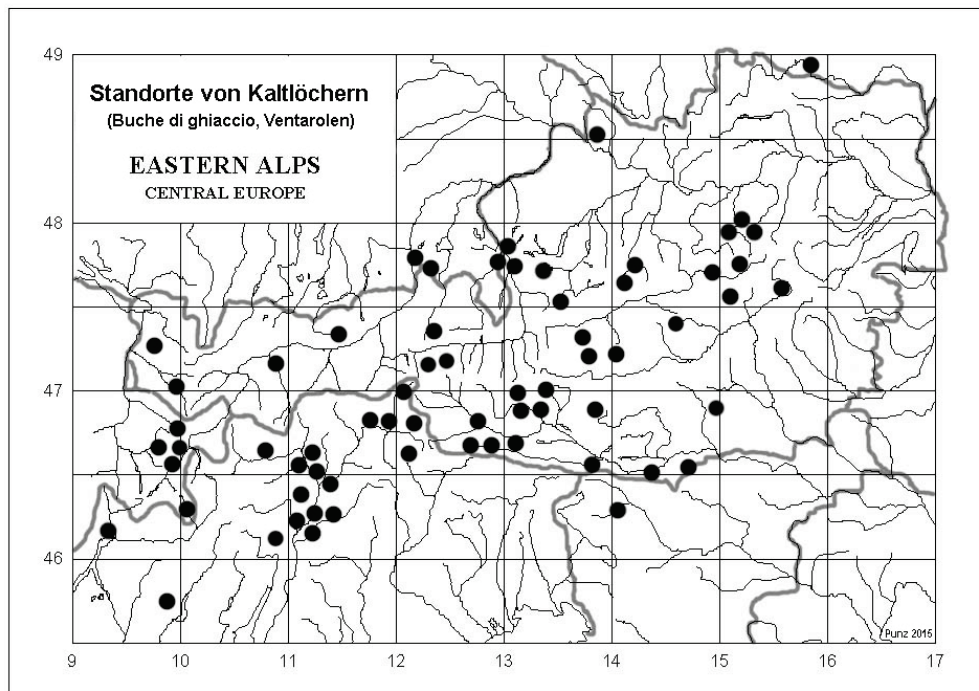 49
Standorte von Kaltlöchern
(Buche di ghiaccio, Ventarolen)
EASTERN ALPS
CENTRAL EUROPE
48
47
46
Punz 2015
9 10 11 12 13 14 15 16 17